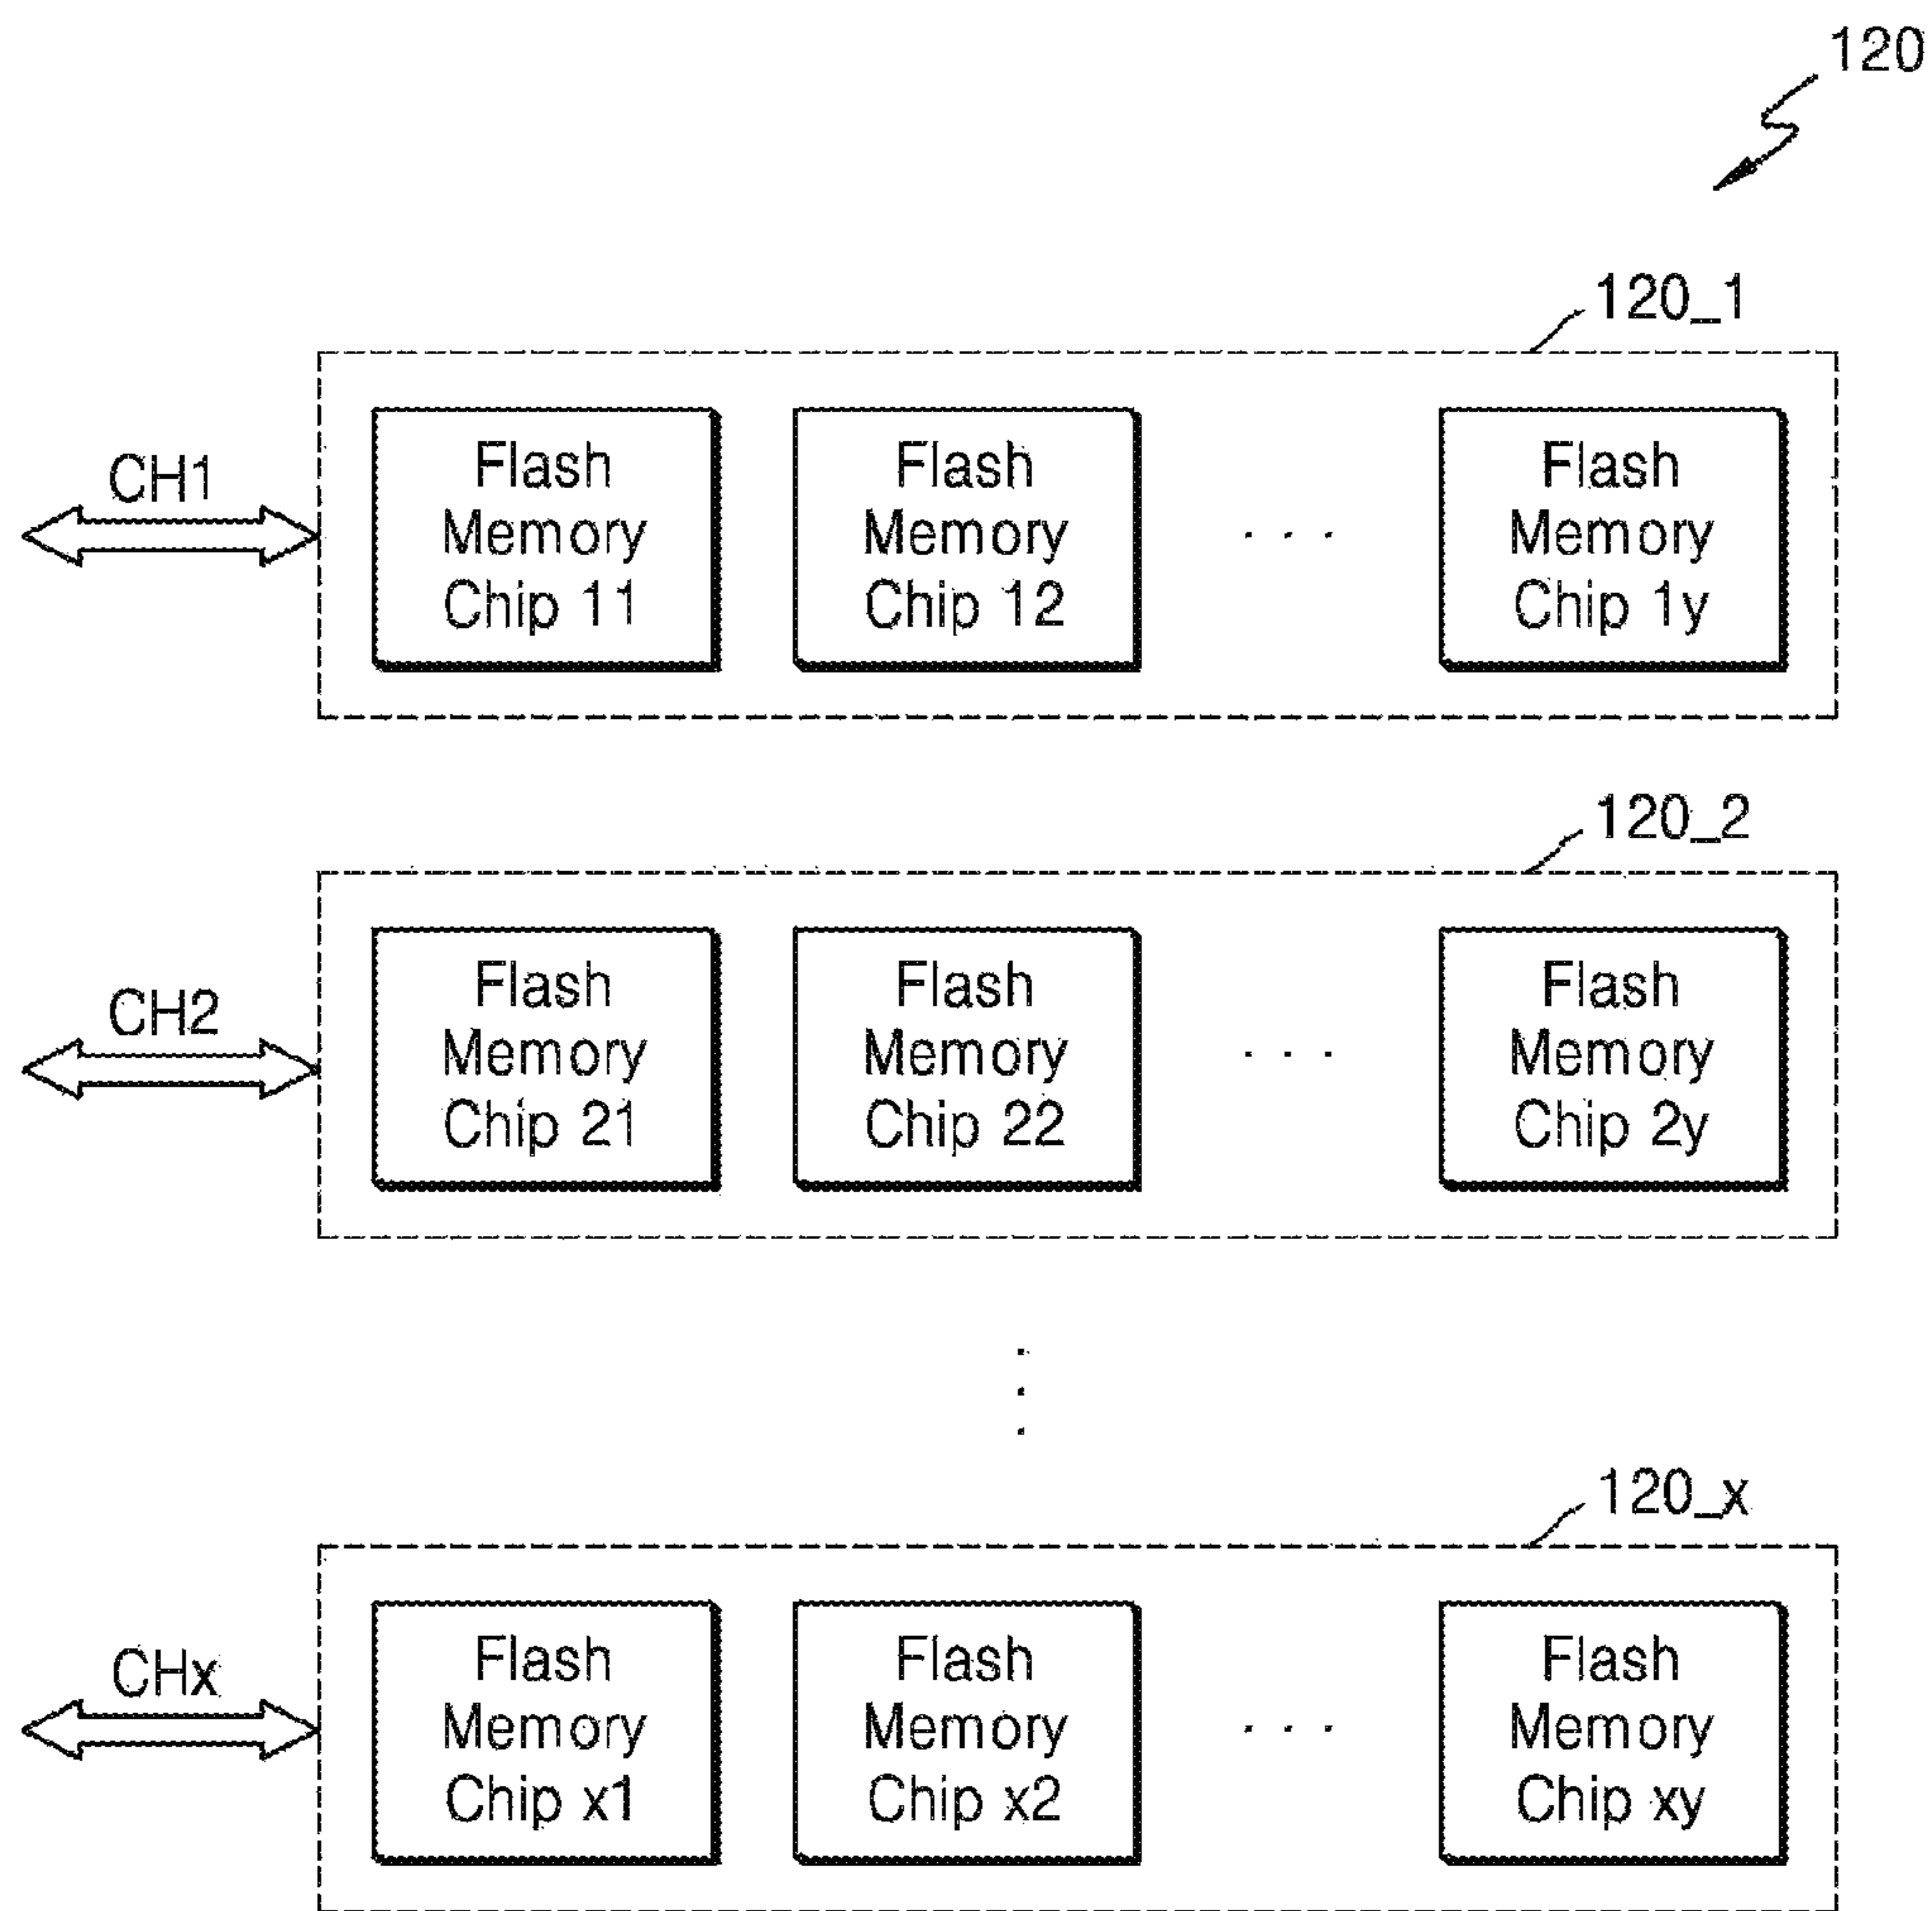 120
120_1
CH1
Flash
Memory
Chip 11
Flash
Memory
Chip 12
. . .
Flash
Memory
Chip 1y
120_2
CH2
Flash
Memory
Chip 21
Flash
Memory
Chip 22
. . .
Flash
Memory
Chip 2y
120_x
CHx
Flash
Memory
Chip x1
Flash
Memory
Chip x2
. . .
Flash
Memory
Chip xy